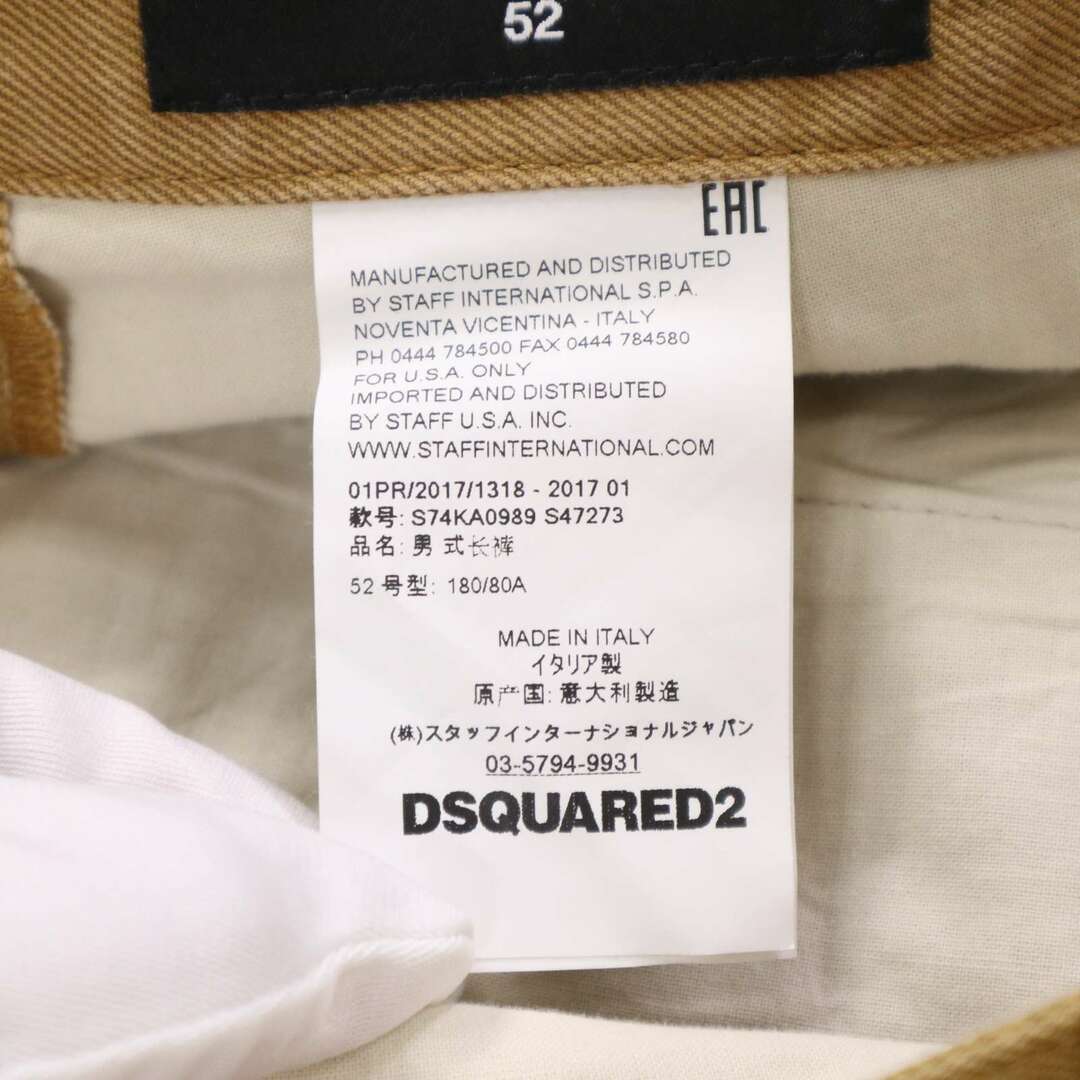 52
EAC
MANUFACTURED AND DISTRIBUTED
BY STAFF INTERNATIONAL S.P.A.
NOVENTA VICENTINA - ITALY
PH 0444 784500 FAX 0444 784580
FOR U.S.A. ONLY
IMPORTED AND DISTRIBUTED
BY STAFF U.S.A. INC.
WWW.STAFFINTERNATIONAL.COM
01PR/2017/1318 - 2017 01
款号: S74KA0989 S47273
品名: 男式长裤
52 号型: 180/80A
MADE IN ITALY
イタリア製
原产国: 意大利製造
(株)スタッフインターナショナルジャパン
03-5794-9931
DSQUARED2